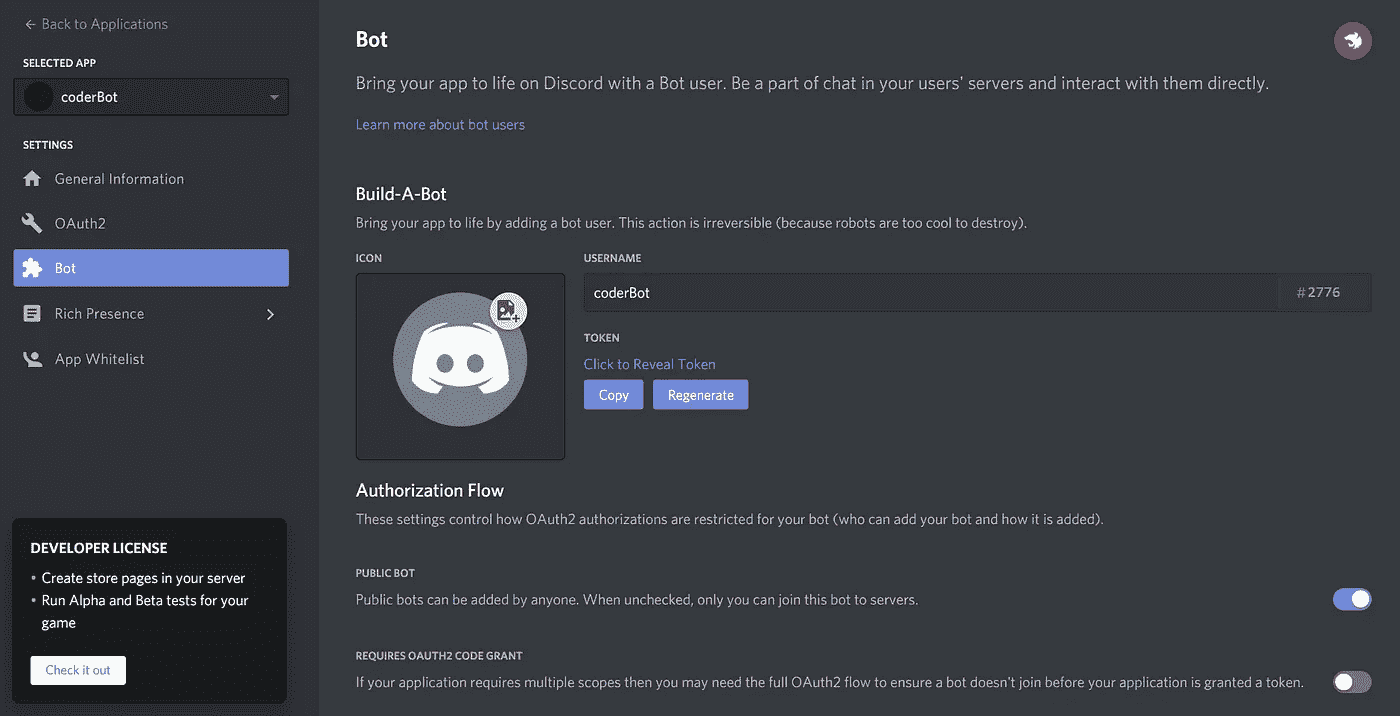 ← Back to Applications
SELECTED APP
coderBot
SETTINGS
General Information
OAuth2
Bot
Rich Presence
App Whitelist
DEVELOPER LICENSE
• Create store pages in your server
• Run Alpha and Beta tests for your
game
Check it out
Bot
Bring your app to life on Discord with a Bot user. Be a part of chat in your users' servers and interact with them directly.
Learn more about bot users
Build-A-Bot
Bring your app to life by adding a bot user. This action is irreversible (because robots are too cool to destroy).
ICON
USERNAME
coderBot #2776
TOKEN
Click to Reveal Token
Copy Regenerate
Authorization Flow
These settings control how OAuth2 authorizations are restricted for your bot (who can add your bot and how it is added).
PUBLIC BOT
Public bots can be added by anyone. When unchecked, only you can join this bot to servers.
REQUIRES OAUTH2 CODE GRANT
If your application requires multiple scopes then you may need the full OAuth2 flow to ensure a bot doesn't join before your application is granted a token.